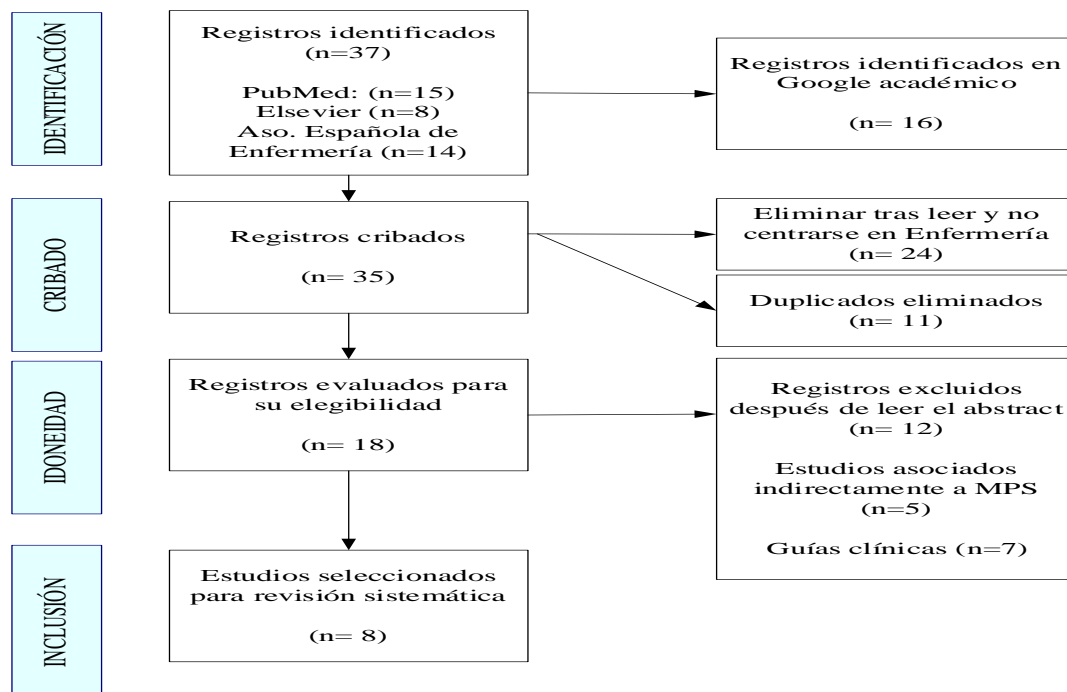 IDENTIFICACIÓN
Registros identificados
(n=37)
PubMed: (n=15)
Elsevier (n=8)
Aso. Española de
Enfermería (n=14)
Registros identificados en
Google académico
(n= 16)
CRIBADO
Registros cribados
(n= 35)
Eliminar tras leer y no
centrarse en Enfermería
(n= 24)
Duplicados eliminados
(n= 11)
IDONEIDAD
Registros evaluados para
su elegibilidad
(n= 18)
Registros excluidos
después de leer el abstract
(n= 12)
Estudios asociados
indirectamente a MPS
(n=5)
Guías clínicas (n=7)
INCLUSIÓN
Estudios seleccionados
para revisión sistemática
(n= 8)